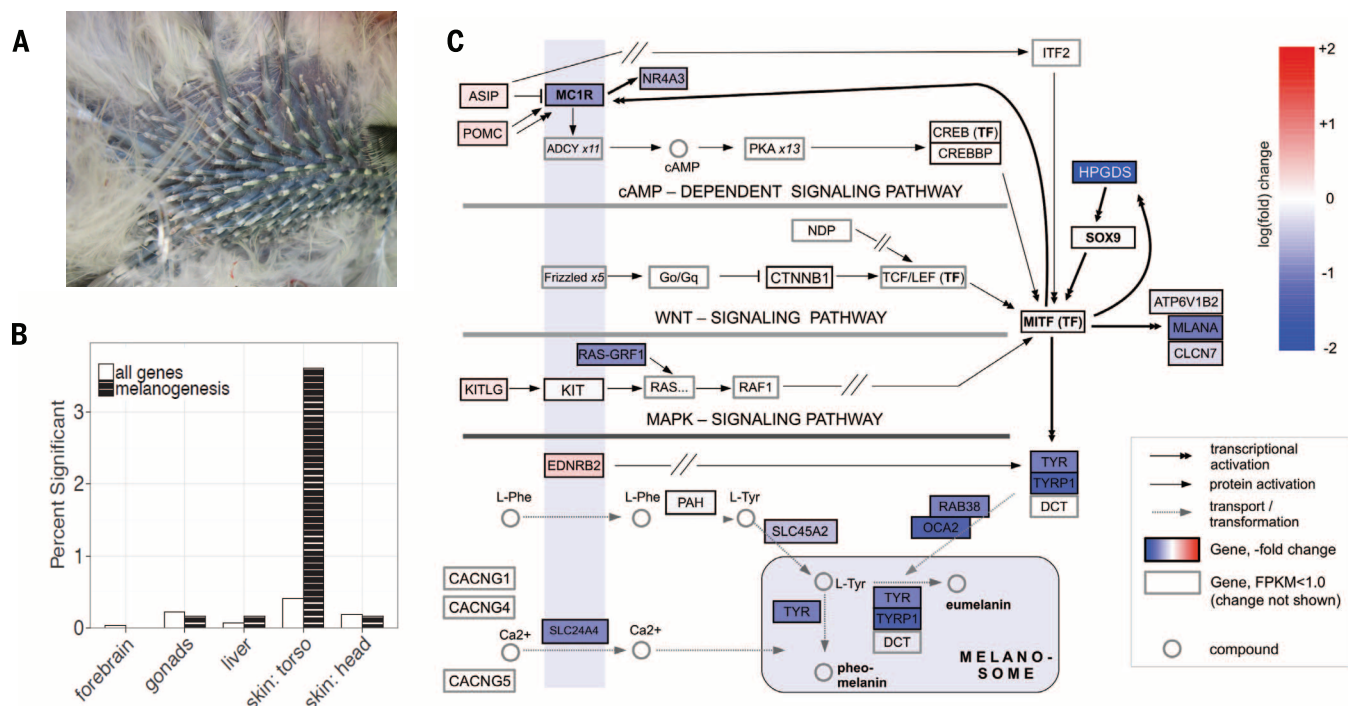 A
B
Percent Significant
3
2
1
0
all genes
melanogenesis
forebrain
gonads
liver
skin: torso
skin: head
C
ITF2
NR4A3
ASIP
MC1R
POMC
ADCY x11
cAMP
PKA x13
CREB (TF)
CREBBP
cAMP – DEPENDENT SIGNALING PATHWAY
HPGDS
SOX9
NDP
Frizzled x5
Go/Gq
CTNNB1
TCF/LEF (TF)
WNT – SIGNALING PATHWAY
MITF (TF)
ATP6V1B2
MLANA
CLCN7
RAS-GRF1
KITLG
KIT
RAS...
RAF1
MAPK – SIGNALING PATHWAY
EDNRB2
TYR
TYRP1
DCT
L-Phe
L-Phe
PAH
L-Tyr
SLC45A2
RAB38
OCA2
CACNG1
CACNG4
Ca2+
SLC24A4
Ca2+
CACNG5
L-Tyr
TYR
TYR
TYRP1
DCT
eumelanin
pheo-
melanin
MELANO-
SOME
+2
+1
0
-1
-2
log(fold) change
transcriptional
activation
protein activation
transport /
transformation
Gene, -fold change
Gene, FPKM<1.0
(change not shown)
compound